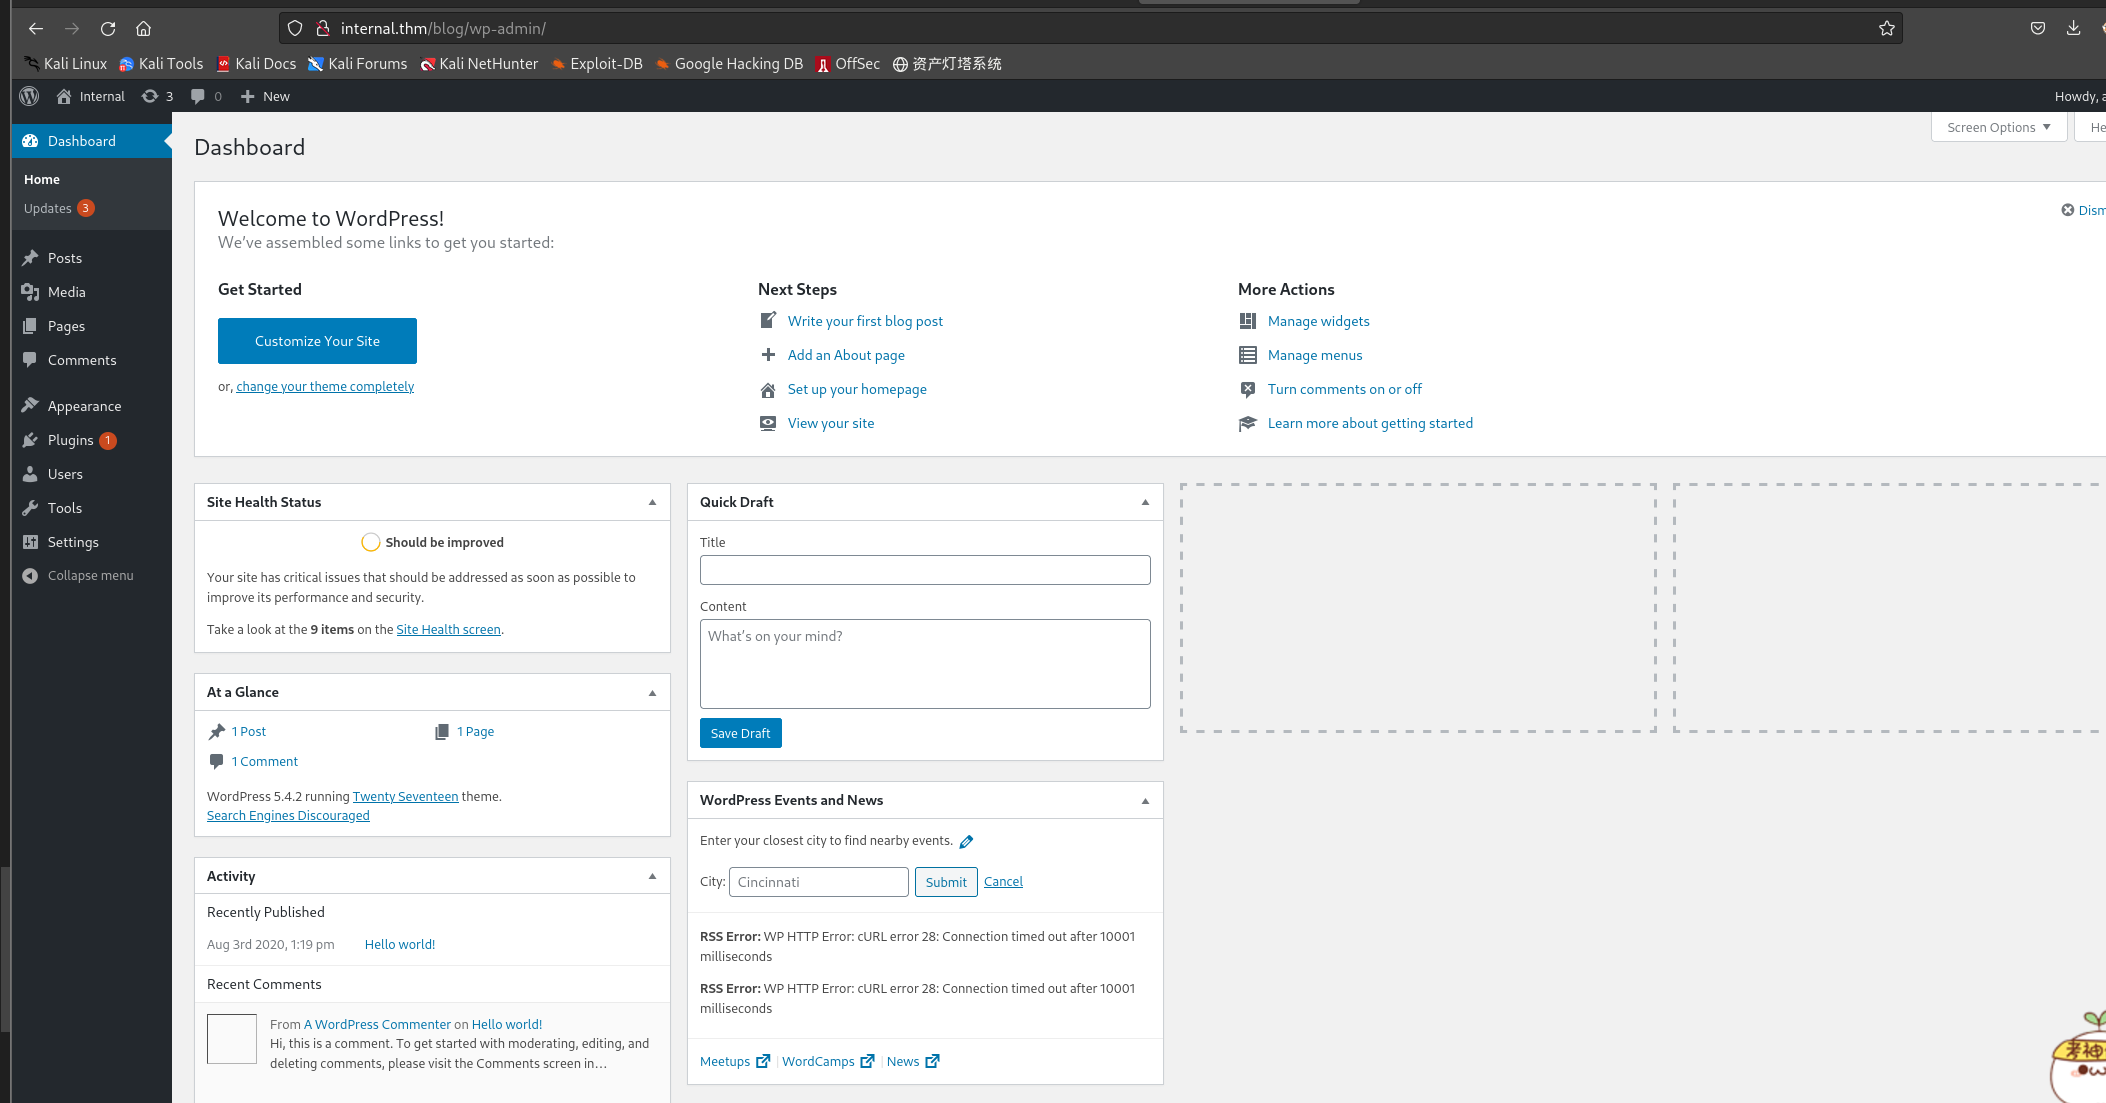 internal.thm/blog/wp-admin/
Kali Linux Kali Tools Kali Docs Kali Forums Kali NetHunter Exploit-DB Google Hacking DB OffSec 资产灯塔系统
Internal 3 0 New Howdy, a
Dashboard
Home
Updates 3
Posts
Media
Pages
Comments
Appearance
Plugins 1
Users
Tools
Settings
Collapse menu
Screen Options He
Dashboard
Welcome to WordPress!
We've assembled some links to get you started:
Dism
Get Started
Customize Your Site
or, change your theme completely
Next Steps
Write your first blog post
Add an About page
Set up your homepage
View your site
More Actions
Manage widgets
Manage menus
Turn comments on or off
Learn more about getting started
Site Health Status
Should be improved
Your site has critical issues that should be addressed as soon as possible to
improve its performance and security.
Take a look at the 9 items on the Site Health screen.
At a Glance
1 Post 1 Page
1 Comment
WordPress 5.4.2 running Twenty Seventeen theme.
Search Engines Discouraged
Activity
Recently Published
Aug 3rd 2020, 1:19 pm Hello world!
Recent Comments
From A WordPress Commenter on Hello world!
Hi, this is a comment. To get started with moderating, editing, and
deleting comments, please visit the Comments screen in…
Quick Draft
Title
Content
What's on your mind?
Save Draft
WordPress Events and News
Enter your closest city to find nearby events.
City: Cincinnati Submit Cancel
RSS Error: WP HTTP Error: cURL error 28: Connection timed out after 10001
milliseconds
RSS Error: WP HTTP Error: cURL error 28: Connection timed out after 10001
milliseconds
Meetups WordCamps News
考神